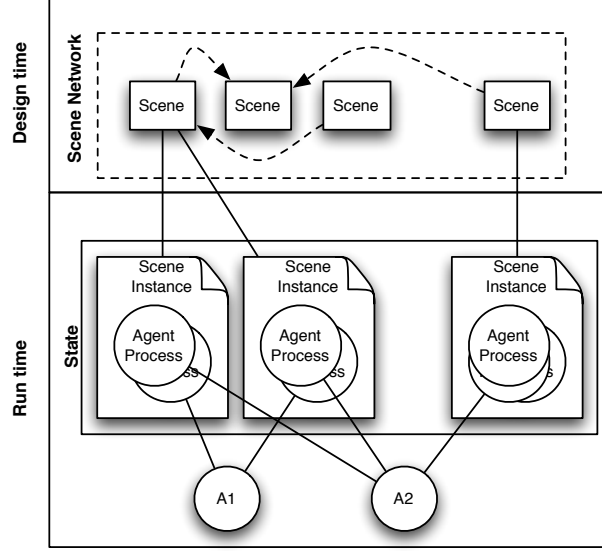 Design time
Scene Network
Scene
Scene
Scene
Scene
Run time
State
Scene
Instance
Agent
Process
Scene
Instance
Agent
Process
Scene
Instance
Agent
Process
A1
A2